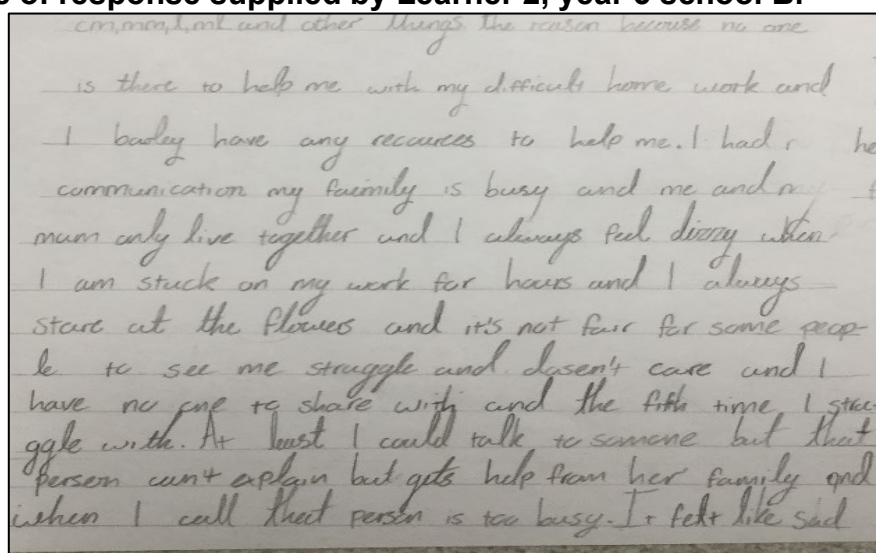 of response supplied by Learner 2, year 6 school B.
cm,mm,l,ml and other things the reason because no one
is there to help me with my difficult home work and
I barley have any recources to help me. I had he
communication my faimily is busy and me and m
mum only live together and I always feel dizzy when
I am stuck on my work for hours and I always
stare at the flowers and it's not fair for some peop-
le to see me struggle and dosen't care and I
have no one to share with and the fifth time I stru-
ggle with. At least I could talk to somone but that
person can't explain but gets help from her family and
when I call that person is too busy. It felt like sad